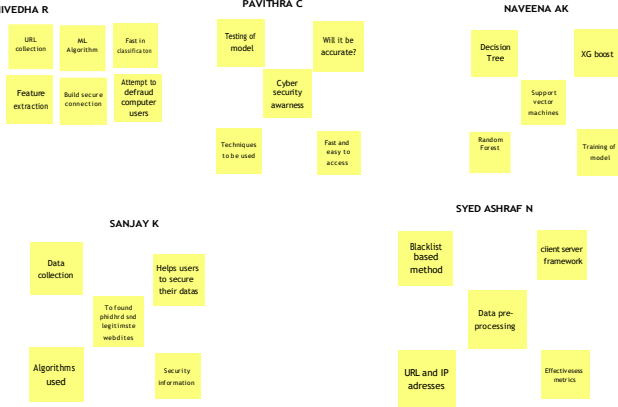 IVEDHA R
URL
collection
ML
Algorithm
Fast in
classificaton
Feature
extraction
Build secure
connection
Attempt to
defraud
computer
users
PAVITHRA C
Testing of
model
Will it be
accurate?
Cyber
security
awarness
Techniques
to be used
Fast and
easy to
access
NAVEENA AK
Decision
Tree
XG boost
Support
vector
machines
Random
Forest
Training of
model
SANJAY K
Data
collection
Helps users
to secure
their datas
To found
phidhrd snd
legitimste
webdites
Algorithms
used
Security
information
SYED ASHRAF N
Blacklist
based
method
client server
framework
Data pre-
processing
URL and IP
adresses
Effectivesess
metrics